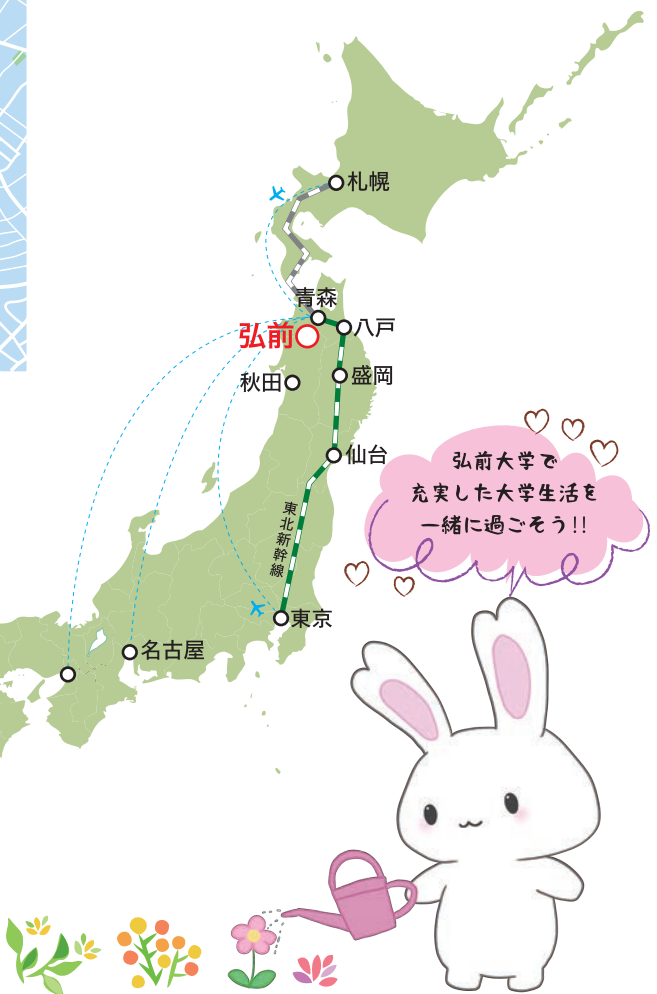 札幌
青森
弘前
八戸
秋田
盛岡
仙台
東北新幹線
東京
名古屋
弘前大学で
充実した大学生活を
一緒に過ごそう!!